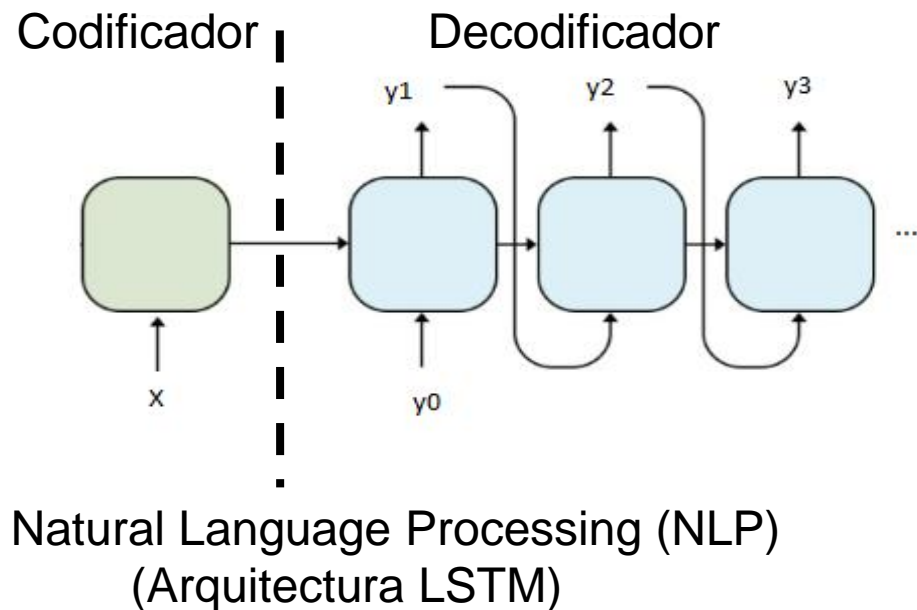 Codificador
Decodificador
y1
y2
y3
...
x
y0
Natural Language Processing (NLP)
(Arquitectura LSTM)